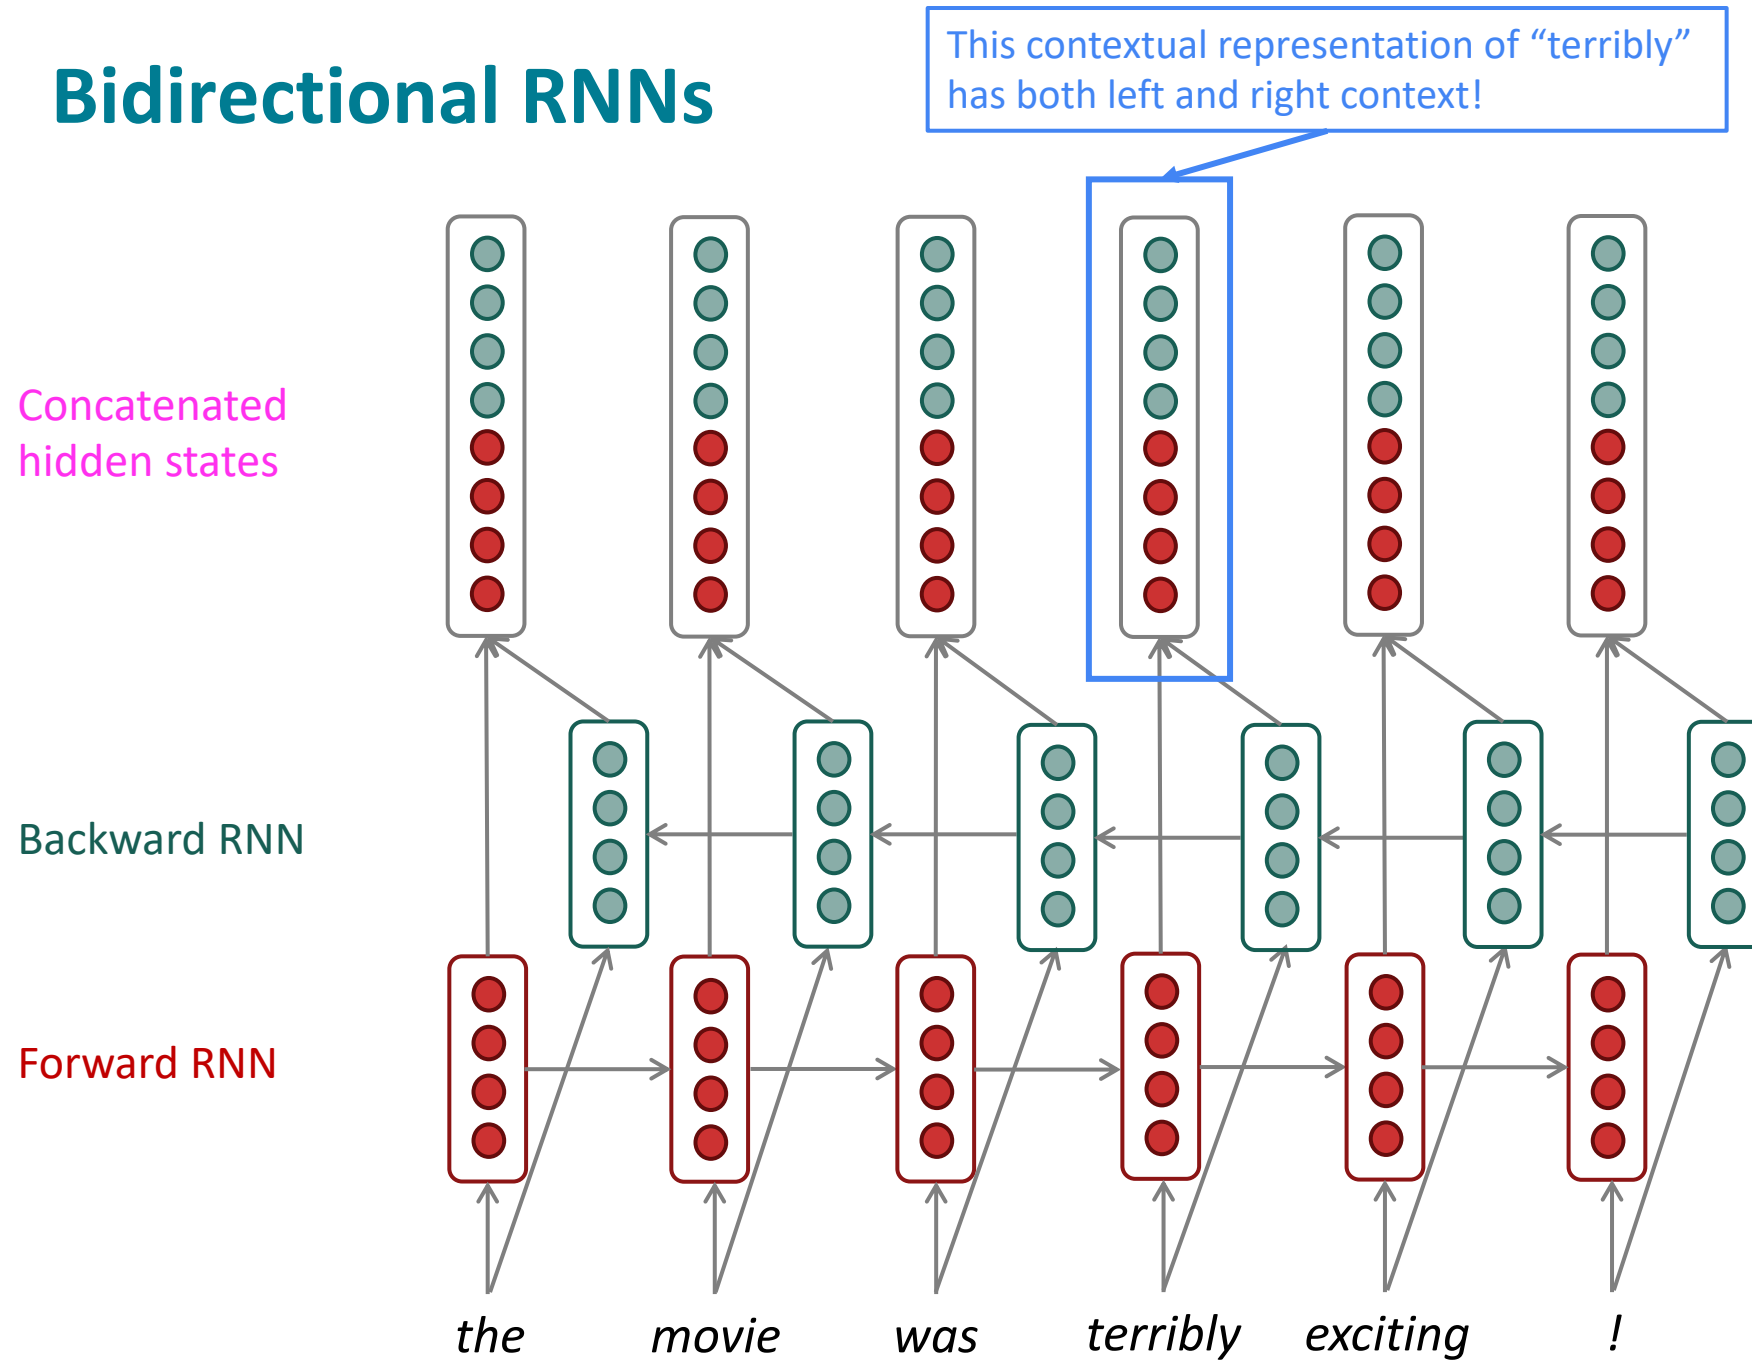 Bidirectional RNNs
This contextual representation of “terribly”
has both left and right context!
Concatenated
hidden states
Backward RNN
Forward RNN
the movie was terribly exciting !